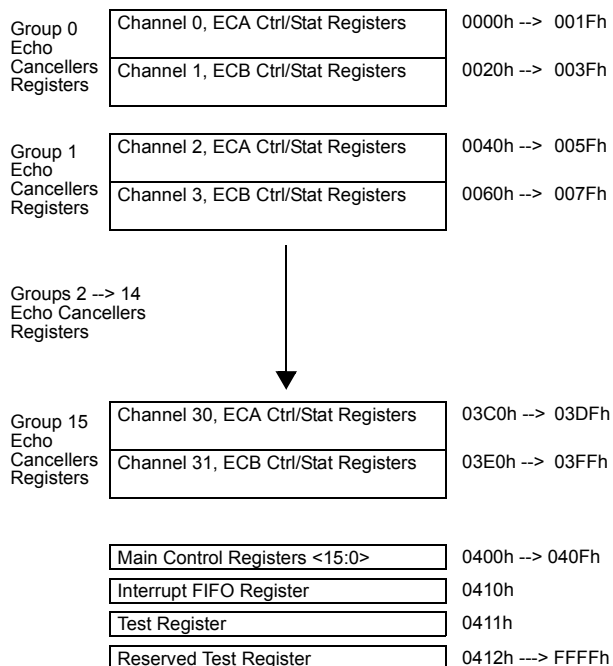 Group 0
Echo
Cancellers
Registers
Channel 0, ECA Ctrl/Stat Registers
0000h --> 001Fh
Channel 1, ECB Ctrl/Stat Registers
0020h --> 003Fh
Group 1
Echo
Cancellers
Registers
Channel 2, ECA Ctrl/Stat Registers
0040h --> 005Fh
Channel 3, ECB Ctrl/Stat Registers
0060h --> 007Fh
Groups 2 --> 14
Echo Cancellers
Registers
Group 15
Echo
Cancellers
Registers
Channel 30, ECA Ctrl/Stat Registers
03C0h --> 03DFh
Channel 31, ECB Ctrl/Stat Registers
03E0h --> 03FFh
Main Control Registers <15:0>
0400h --> 040Fh
Interrupt FIFO Register
0410h
Test Register
0411h
Reserved Test Register
0412h ---> FFFFh